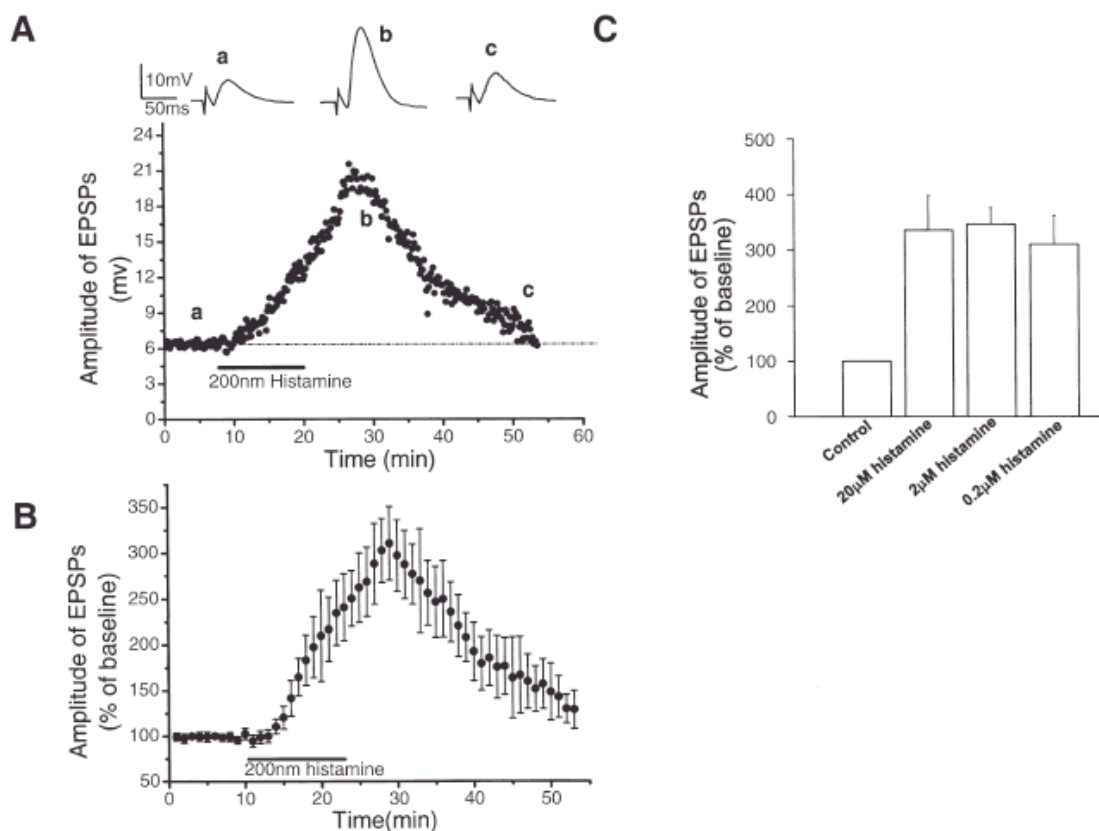 A
a
b
c
10mV
50ms
Amplitude of EPSPs
(mv)
24
21
18
15
12
9
6
3
0
a
b
c
200nm Histamine
0
10
20
30
40
50
60
Time (min)
B
Amplitude of EPSPs
(% of baseline)
350
300
250
200
150
100
50
200nm histamine
0
10
20
30
40
50
Time(min)
C
Amplitude of EPSPs
(% of baseline)
500
400
300
200
100
0
Control
20μM histamine
2μM histamine
0.2μM histamine